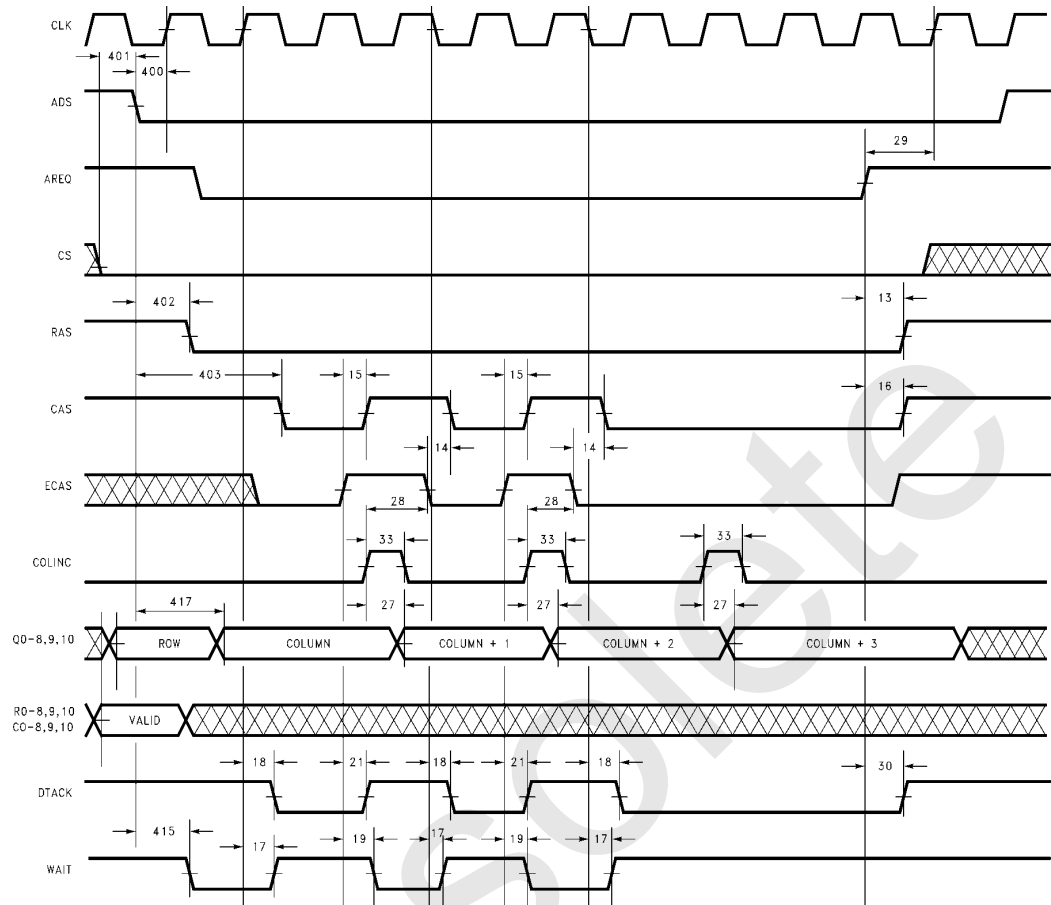 CLK
401
400
ADS
29
AREQ
CS
402
13
RAS
403
15
15
16
CAS
14
14
ECAS
28
28
33
33
33
COLINC
417
27
27
27
Q0-8,9,10
ROW
COLUMN
COLUMN + 1
COLUMN + 2
COLUMN + 3
R0-8,9,10
C0-8,9,10
VALID
18
21
18
21
18
30
DTACK
415
17
19
17
19
17
WAIT
solete